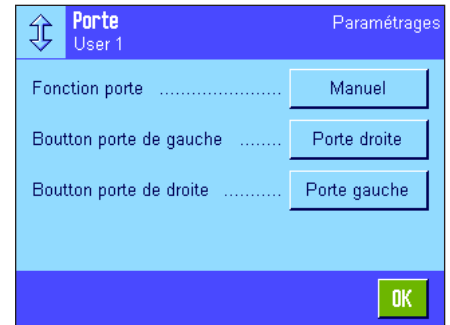 Porte
Paramétrages
User 1
Fonction porte ....................... Manuel
Boutton porte de gauche ........ Porte droite
Boutton porte de droite ........... Porte gauche
OK